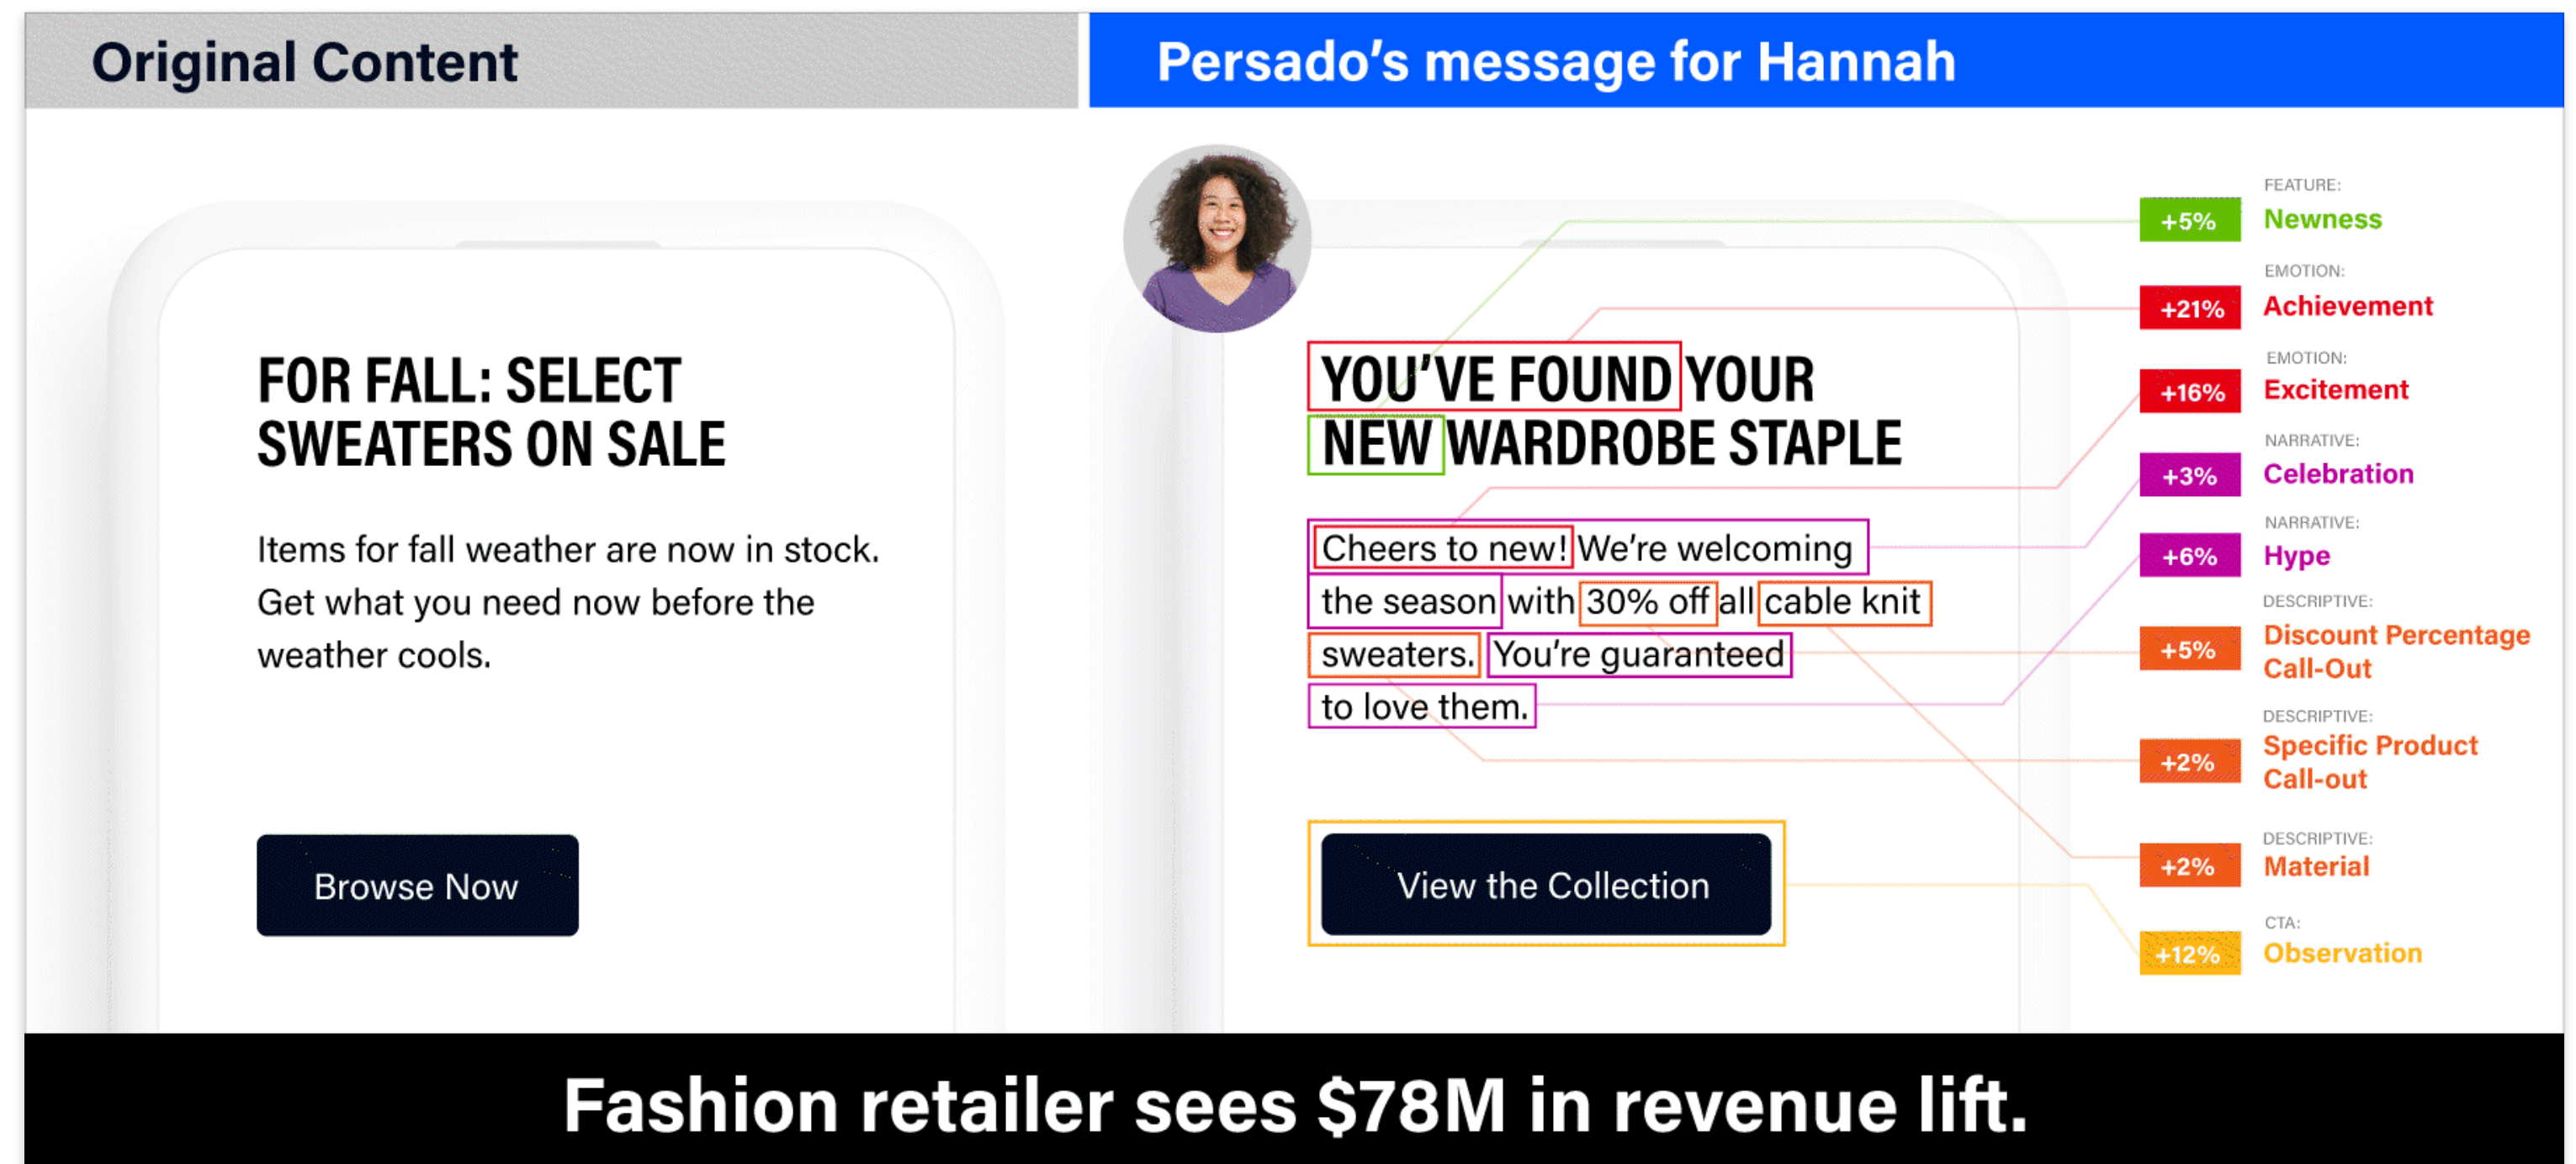 Original Content
Persado's message for Hannah
FOR FALL: SELECT
SWEATERS ON SALE
Items for fall weather are now in stock.
Get what you need now before the
weather cools.
Browse Now
YOU'VE FOUND YOUR
NEW WARDROBE STAPLE
Cheers to new! We're welcoming
the season with 30% off all cable knit
sweaters. You're guaranteed
to love them.
View the Collection
FEATURE:
+5% Newness
EMOTION:
+21% Achievement
EMOTION:
+16% Excitement
NARRATIVE:
+3% Celebration
NARRATIVE:
+6% Hype
DESCRIPTIVE:
+5% Discount Percentage
Call-Out
DESCRIPTIVE:
+2% Specific Product
Call-out
DESCRIPTIVE:
+2% Material
CTA:
+12% Observation
Fashion retailer sees $78M in revenue lift.